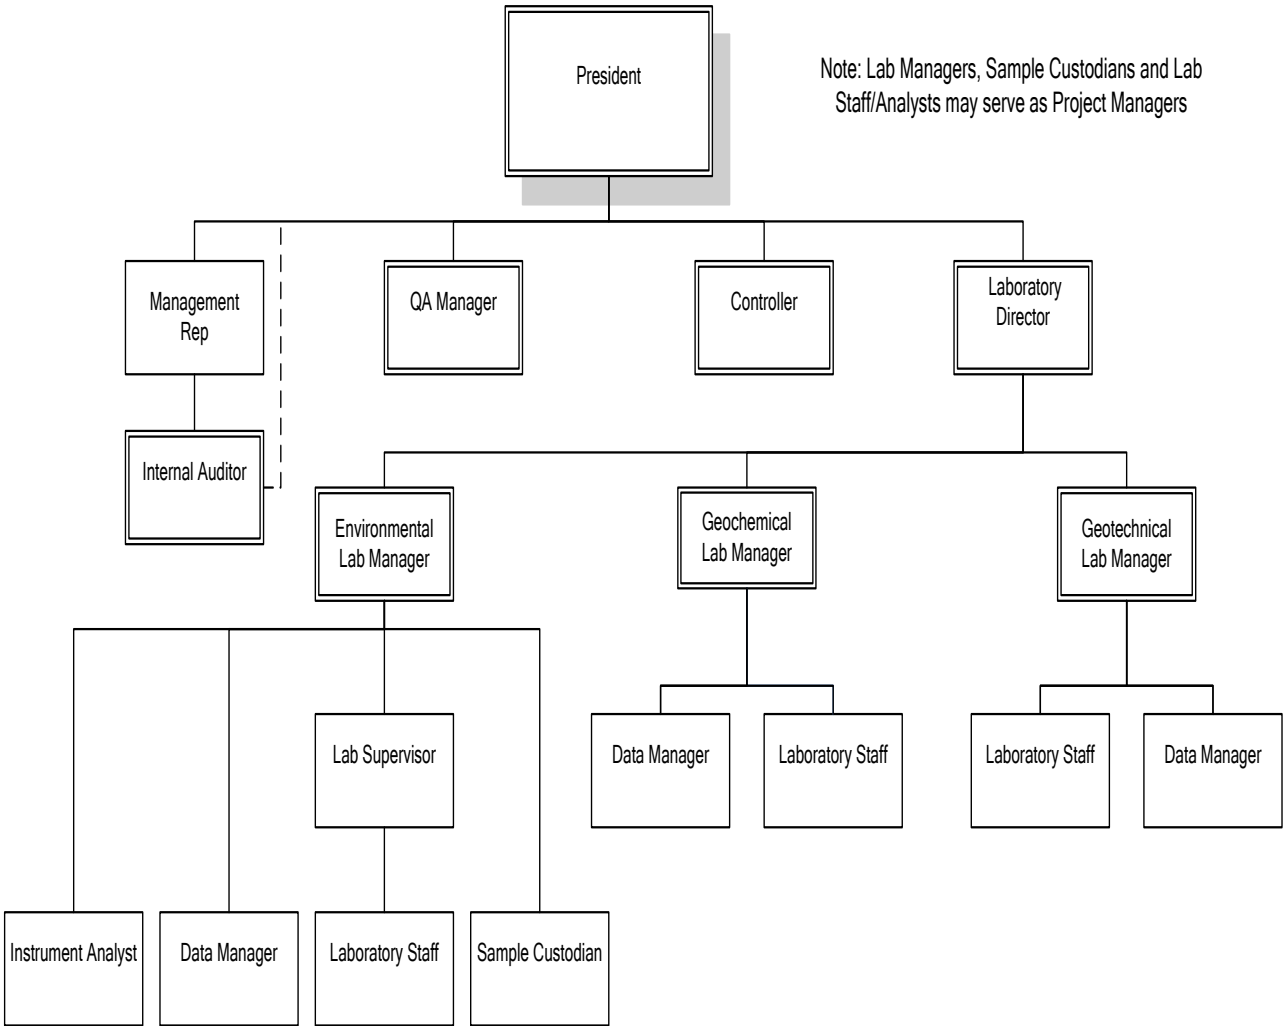 President
Note: Lab Managers, Sample Custodians and Lab
Staff/Analysts may serve as Project Managers
Management
Rep
QA Manager
Controller
Laboratory
Director
Internal Auditor
Environmental
Lab Manager
Geochemical
Lab Manager
Geotechnical
Lab Manager
Lab Supervisor
Data Manager
Laboratory Staff
Laboratory Staff
Data Manager
Instrument Analyst
Data Manager
Laboratory Staff
Sample Custodian